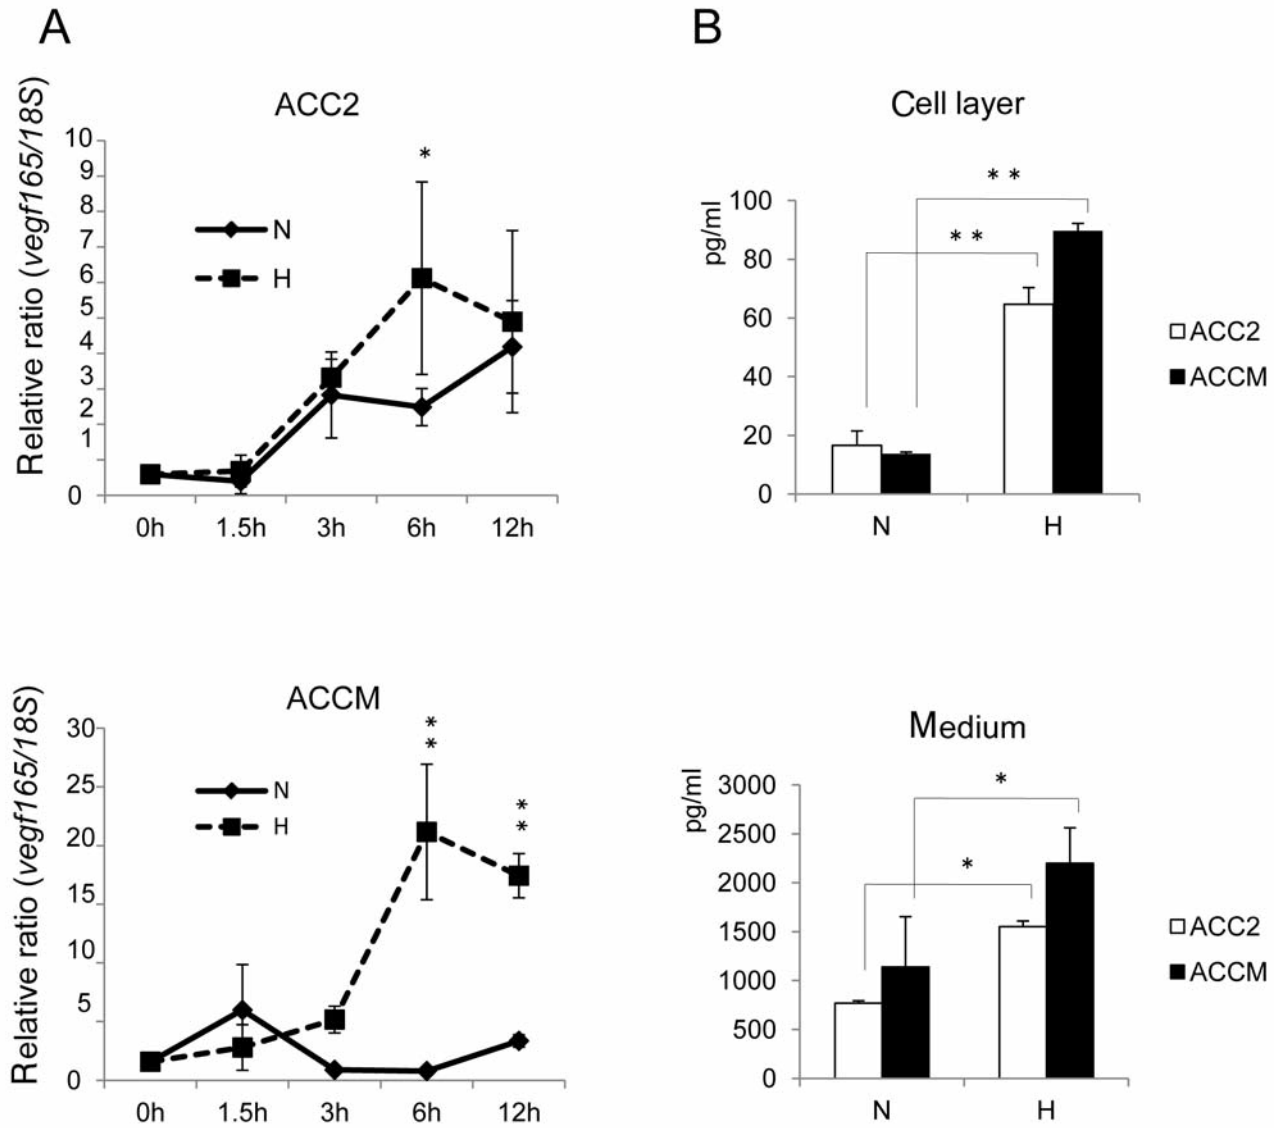 A
ACC2
Relative ratio (vegf165/18S)
10
9
8
7
6
5
4
3
2
1
0
N
H
*
0h 1.5h 3h 6h 12h
ACCM
Relative ratio (vegf165/18S)
30
25
20
15
10
5
0
N
H
* *
* *
0h 1.5h 3h 6h 12h
B
Cell layer
pg/ml
100
80
60
40
20
0
* *
* *
N H
ACC2
ACCM
Medium
pg/ml
3000
2500
2000
1500
1000
500
0
*
*
N H
ACC2
ACCM